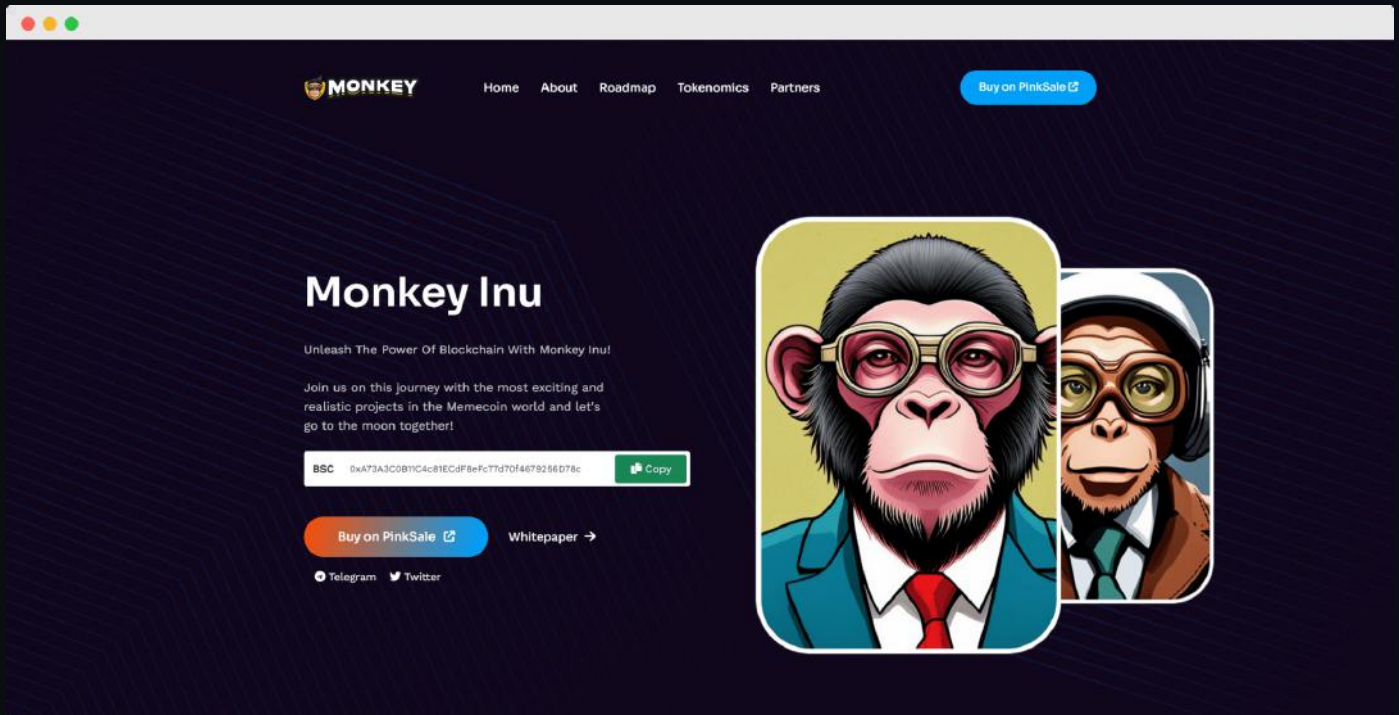 MONKEY
Home About Roadmap Tokenomics Partners
Buy on PinkSale
Monkey Inu
Unleash The Power Of Blockchain With Monkey Inu!
Join us on this journey with the most exciting and
realistic projects in the Memecoin world and let's
go to the moon together!
BSC 0xA73A3C0B11C4c81ECdF8eFc77d70f4679256D78c Copy
Buy on PinkSale Whitepaper
Telegram Twitter